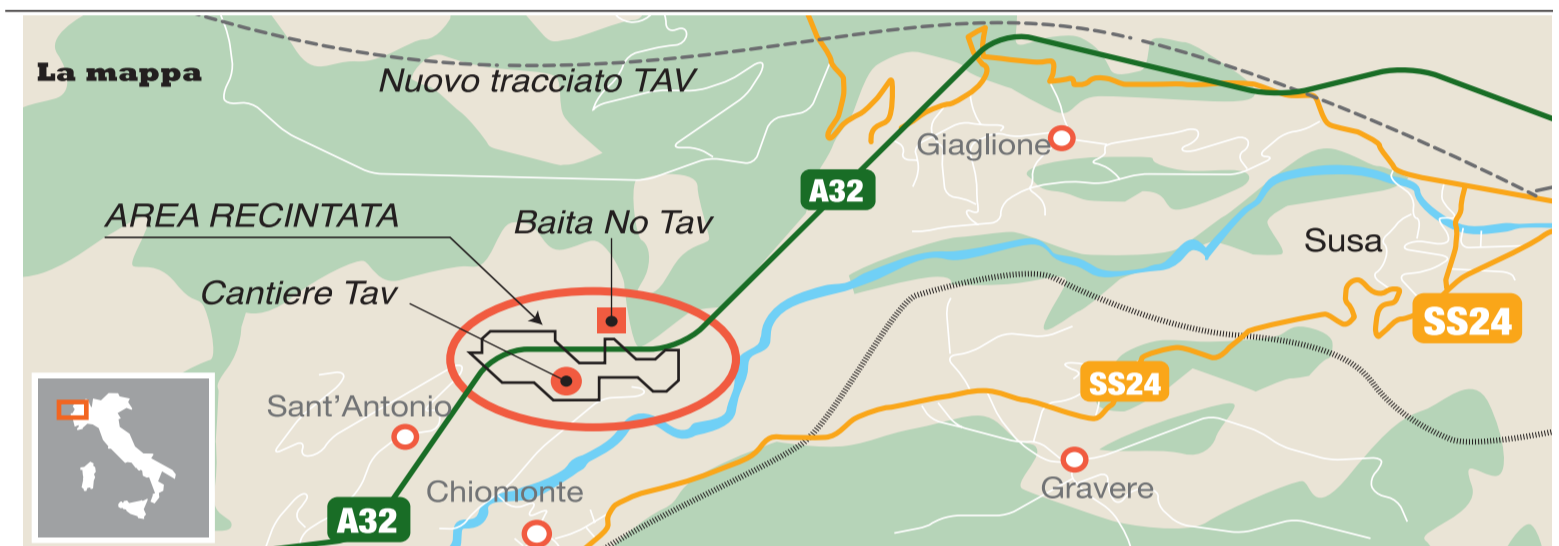 La mappa
Nuovo tracciato TAV
Giaglione
A32
AREA RECINTATA
Baita No Tav
Susa
Cantiere Tav
SS24
SS24
Sant'Antonio
Chiomonte
Gravere
A32